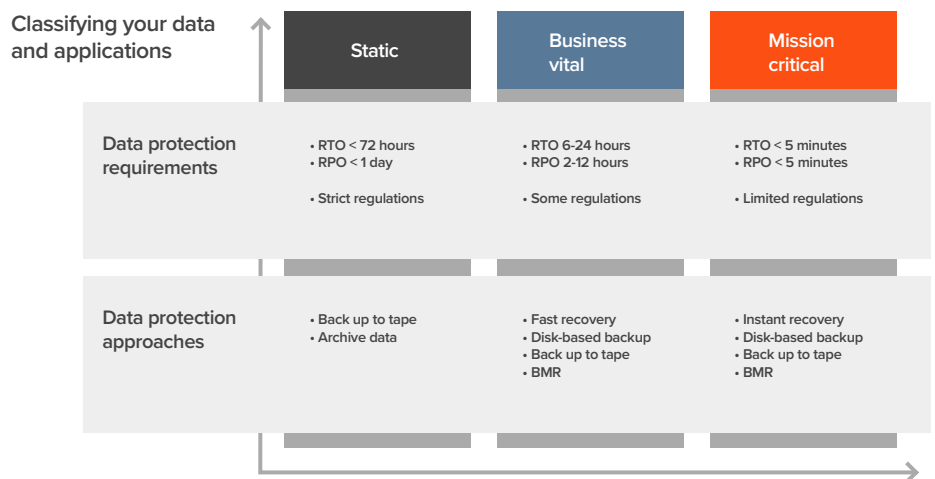 Classifying your data
and applications
Static
Business
vital
Mission
critical
Data protection
requirements
• RTO < 72 hours
• RPO < 1 day
• Strict regulations
• RTO 6-24 hours
• RPO 2-12 hours
• Some regulations
• RTO < 5 minutes
• RPO < 5 minutes
• Limited regulations
Data protection
approaches
• Back up to tape
• Archive data
• Fast recovery
• Disk-based backup
• Back up to tape
• BMR
• Instant recovery
• Disk-based backup
• Back up to tape
• BMR